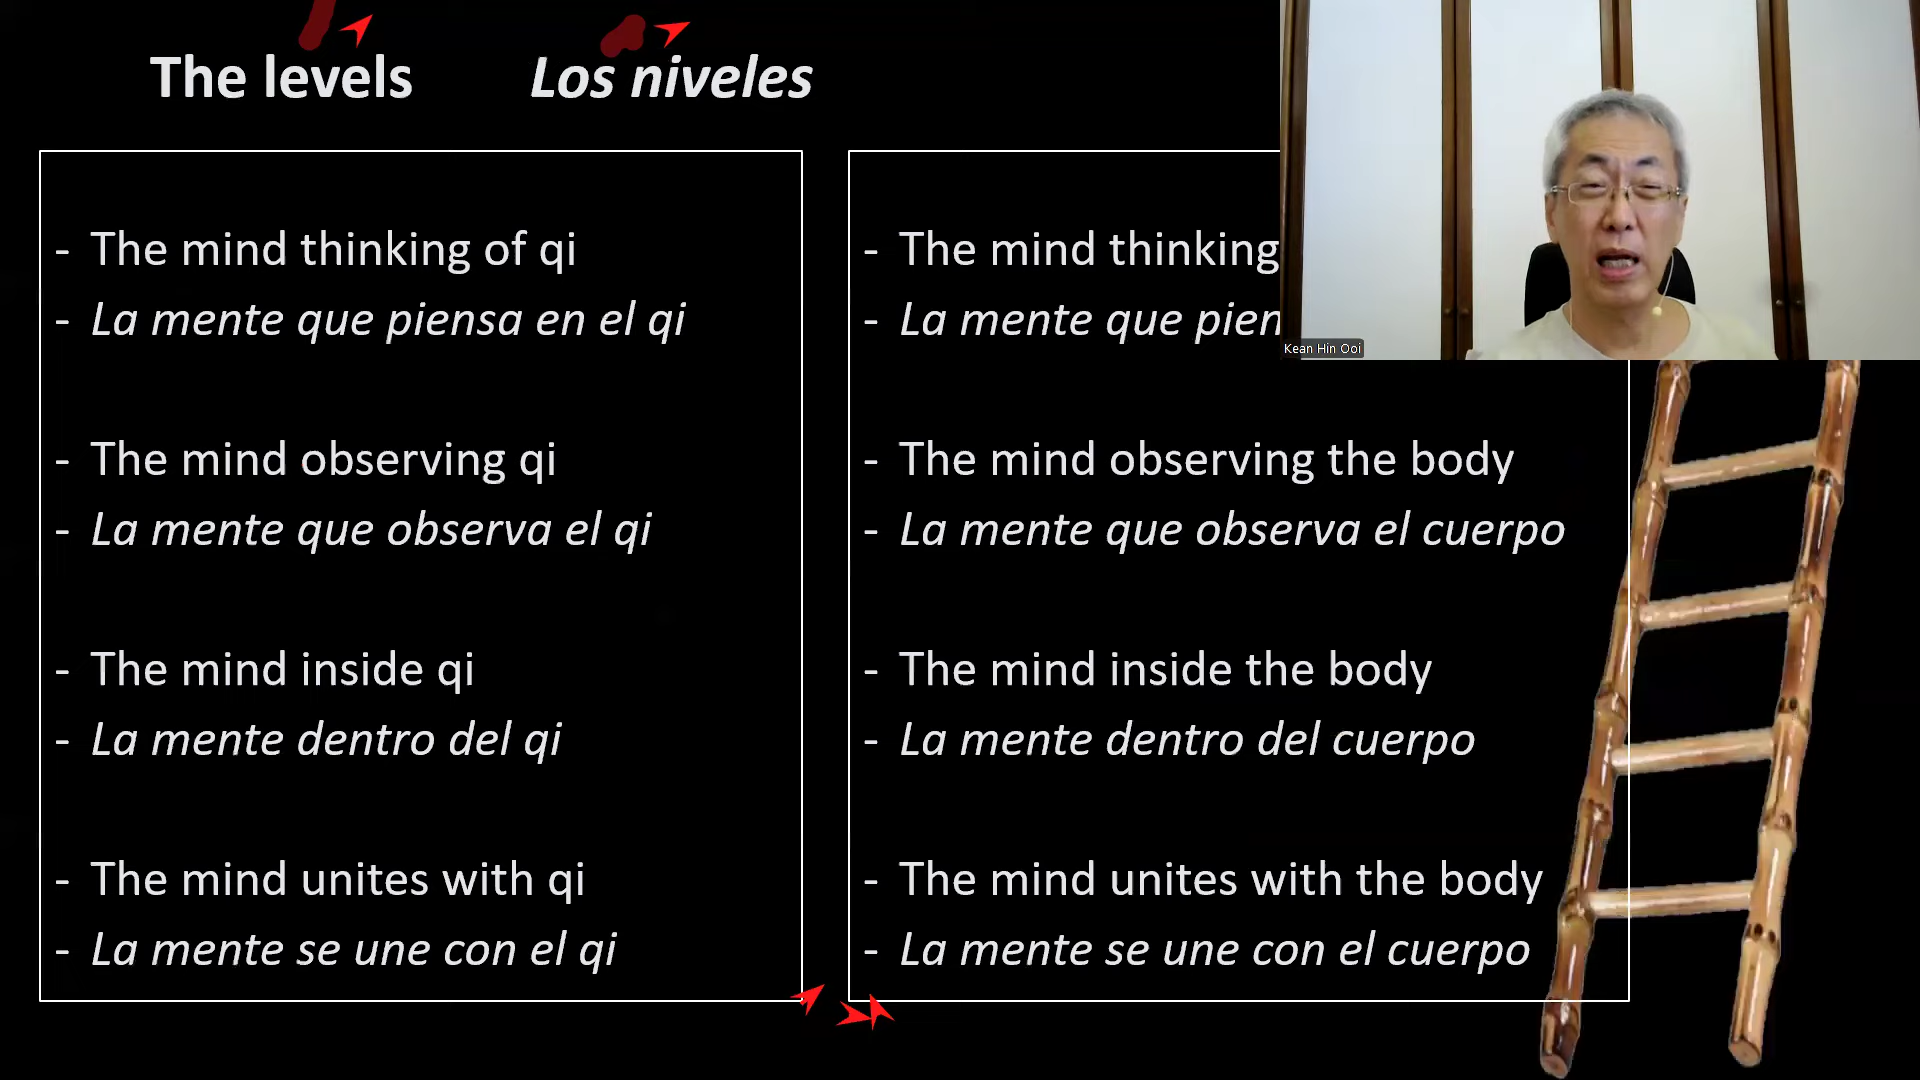 The levels
Los niveles
- The mind thinking of qi
- La mente que piensa en el qi
- The mind observing qi
- La mente que observa el qi
- The mind inside qi
- La mente dentro del qi
- The mind unites with qi
- La mente se une con el qi
- The mind thinking
- La mente que pien
- The mind observing the body
- La mente que observa el cuerpo
- The mind inside the body
- La mente dentro del cuerpo
- The mind unites with the body
- La mente se une con el cuerpo
Kean Hin Ooi